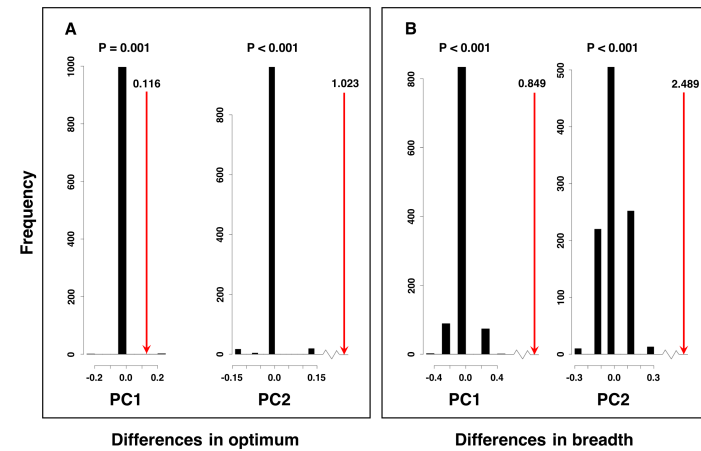 A
B
P = 0.001
P < 0.001
P < 0.001
P < 0.001
0.116
1.023
0.849
2.489
Frequency
0
200
400
600
800
1000
0
200
400
600
800
0
200
400
600
800
0
100
200
300
400
500
-0.2 0.0 0.2
-0.15 0.0 0.15
-0.4 0.0 0.4
-0.3 0.0 0.3
PC1
PC2
PC1
PC2
Differences in optimum
Differences in breadth